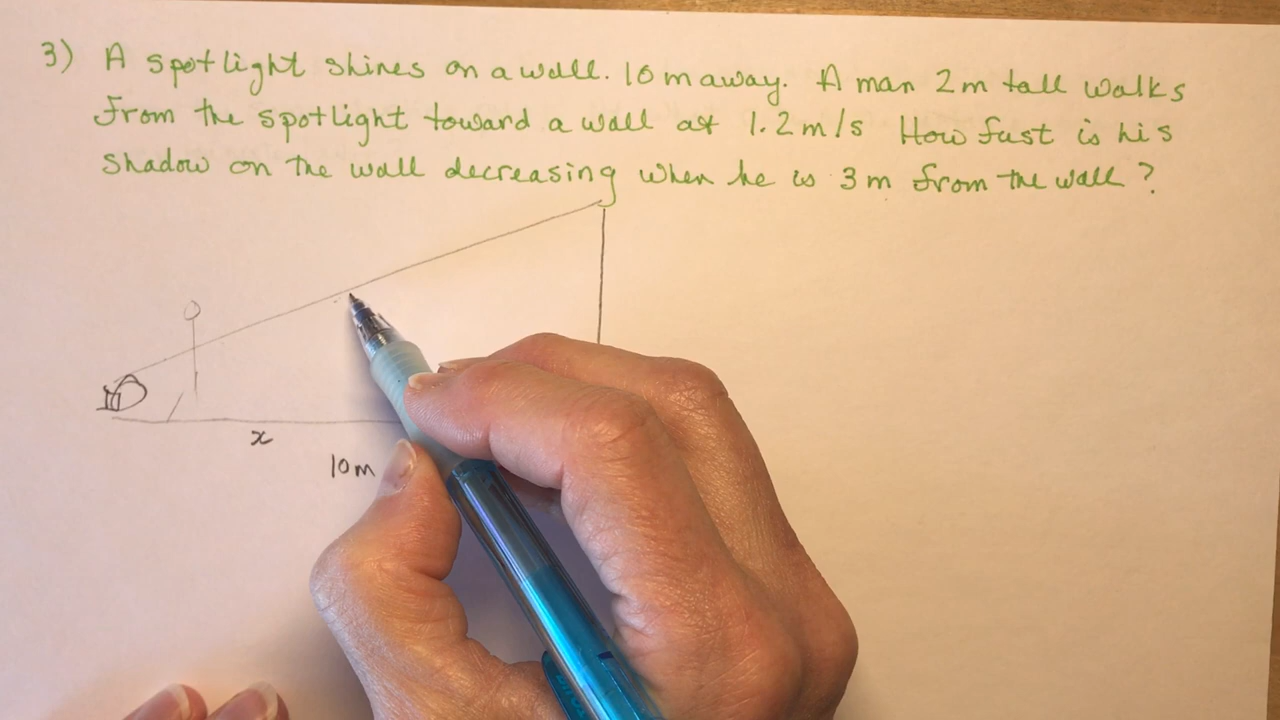 3) A spotlight shines on a wall. 10 m away. A man 2 m tall walks
from the spotlight toward a wall at 1.2 m/s How fast is his
shadow on the wall decreasing when he is 3 m from the wall?
x
10m